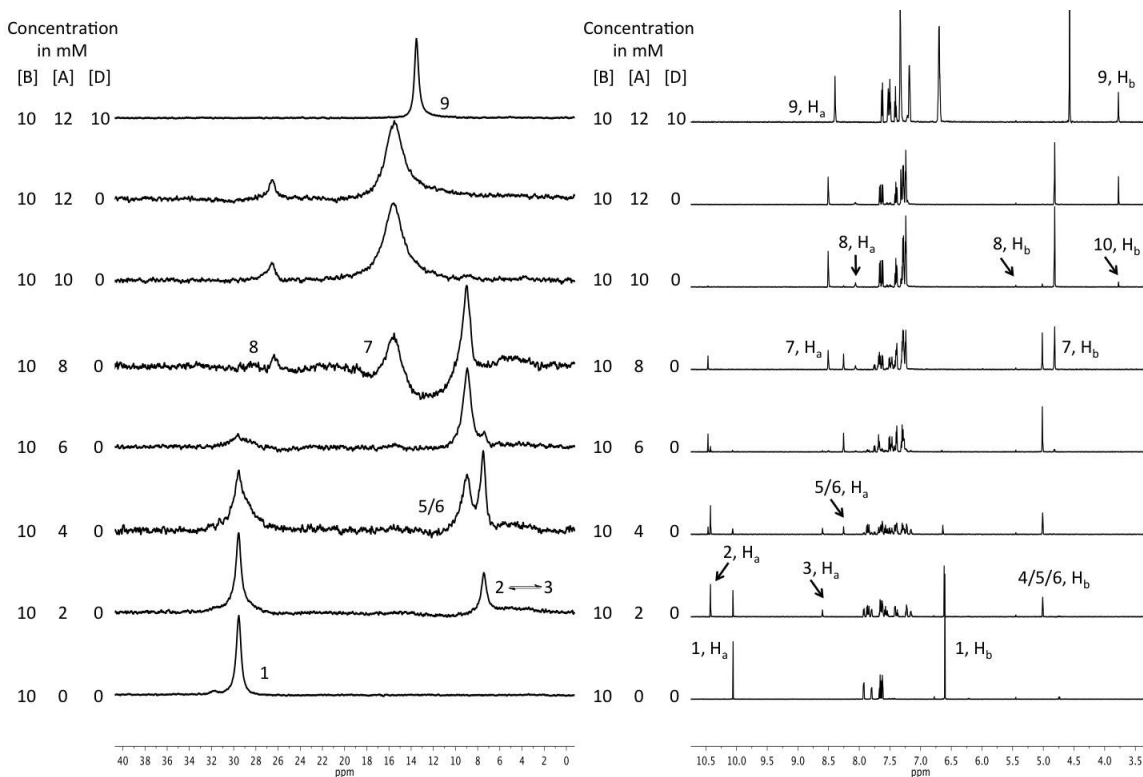 Concentration
in mM
[B] [A] [D]
10 12 10
9
10 12 0
10 10 0
10 8 0
8
7
10 6 0
10 4 0
5/6
10 2 0
2 ⇌ 3
10 0 0
1
40 38 36 34 32 30 28 26 24 22 20 18 16 14 12 10 8 6 4 2 0
ppm
Concentration
in mM
[B] [A] [D]
10 12 10
9, Ha
9, Hb
10 12 0
10 10 0
8, Ha
8, Hb
10, Hb
10 8 0
7, Ha
7, Hb
10 6 0
10 4 0
5/6, Ha
10 2 0
2, Ha
3, Ha
4/5/6, Hb
10 0 0
1, Ha
1, Hb
10.5 10.0 9.5 9.0 8.5 8.0 7.5 7.0 6.5 6.0 5.5 5.0 4.5 4.0 3.5
ppm